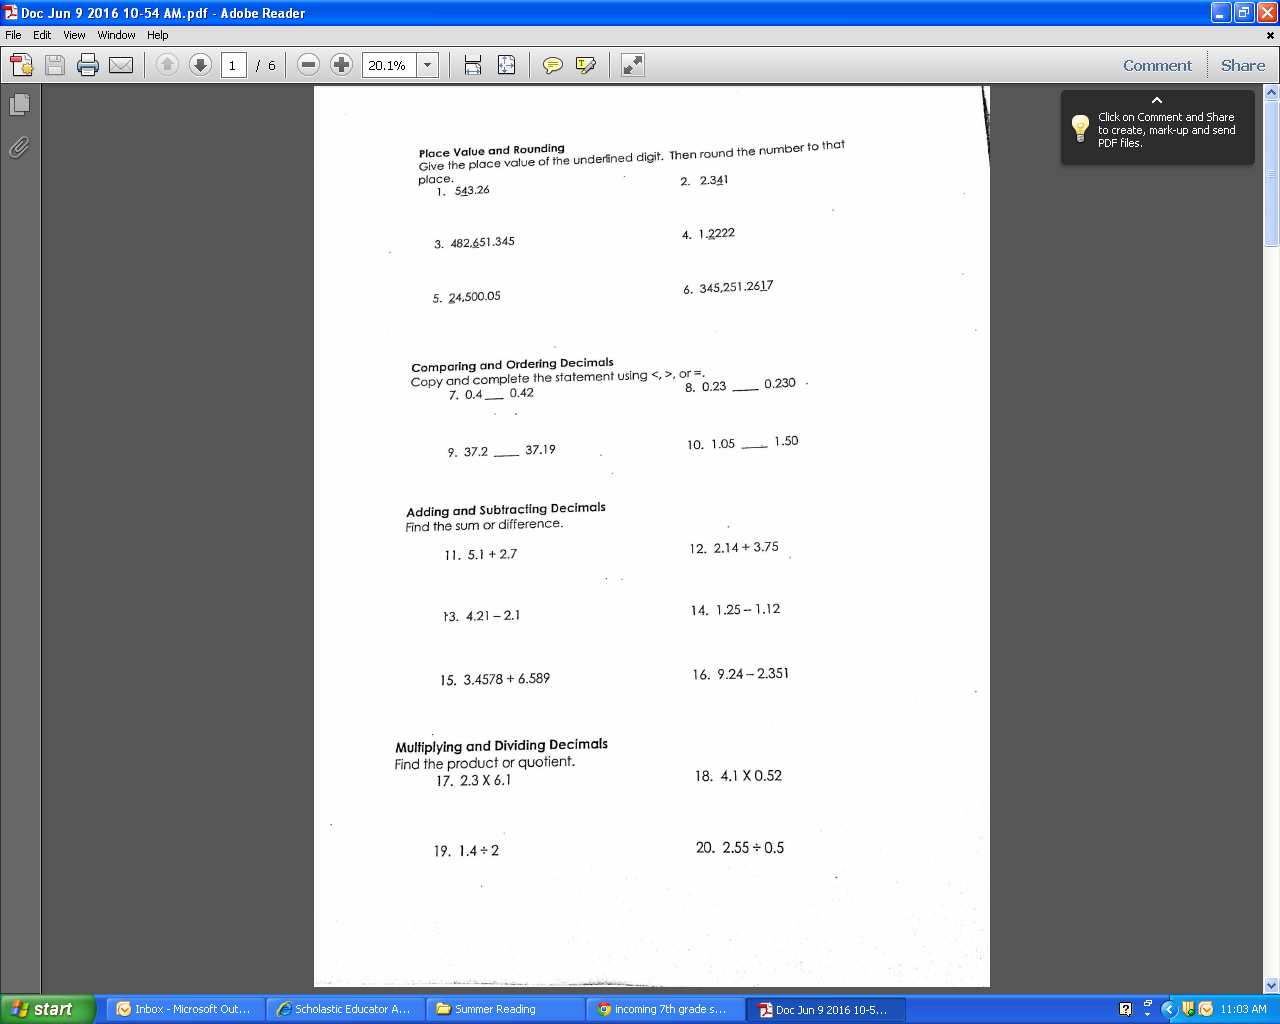 Doc Jun 9 2016 10-54 AM.pdf - Adobe Reader
File Edit View Window Help
1 / 6 20.1% Comment Share
Click on Comment and Share
to create, mark-up and send
PDF files.
Place Value and Rounding
Give the place value of the underlined digit. Then round the number to that
place.
1. 543.26 2. 2.341
3. 482,651.345 4. 1.2222
5. 24,500.05 6. 345,251.2617
Comparing and Ordering Decimals
Copy and complete the statement using <, >, or =.
7. 0.4 ___ 0.42 8. 0.23 ____ 0.230
9. 37.2 ____ 37.19 10. 1.05 ____ 1.50
Adding and Subtracting Decimals
Find the sum or difference.
11. 5.1 + 2.7 12. 2.14 + 3.75
13. 4.21 – 2.1 14. 1.25 – 1.12
15. 3.4578 + 6.589 16. 9.24 – 2.351
Multiplying and Dividing Decimals
Find the product or quotient.
17. 2.3 X 6.1 18. 4.1 X 0.52
19. 1.4 ÷ 2 20. 2.55 ÷ 0.5
start Inbox - Microsoft Out... Scholastic Educator A... Summer Reading incoming 7th grade s... Doc Jun 9 2016 10-5... 11:03 AM